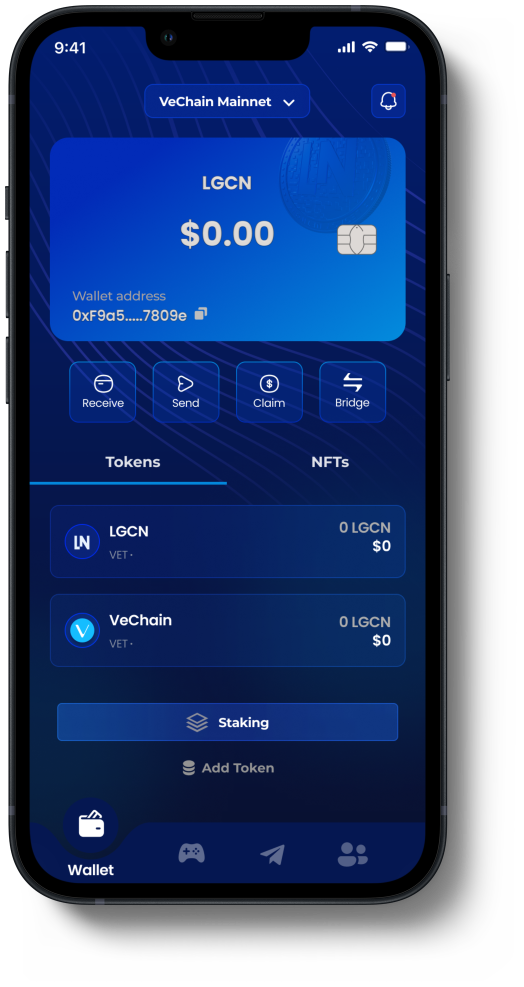 9:41
VeChain Mainnet
LGCN
$0.00
Wallet address
0xF9a5.....7809e
Receive
Send
Claim
Bridge
Tokens
NFTs
LN
LGCN
VET •
0 LGCN
$0
VeChain
VET •
0 LGCN
$0
Staking
Add Token
Wallet